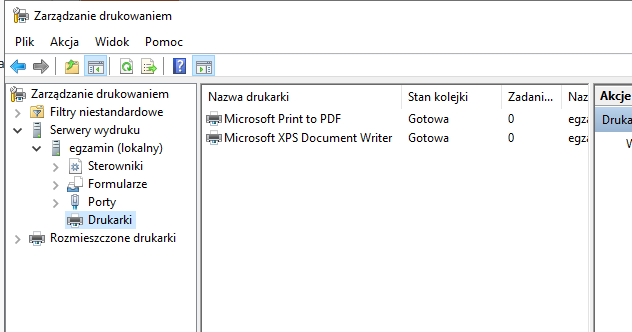 Zarządzanie drukowaniem
Plik Akcja Widok Pomoc
Zarządzanie drukowaniem
Filtry niestandardowe
Serwery wydruku
egzamin (lokalny)
Sterowniki
Formularze
Porty
Drukarki
Rozmieszczone drukarki
Nazwa drukarki Stan kolejki Zadani... Naz
Microsoft Print to PDF Gotowa 0 egza
Microsoft XPS Document Writer Gotowa 0 egza
Akcje
Druka
W